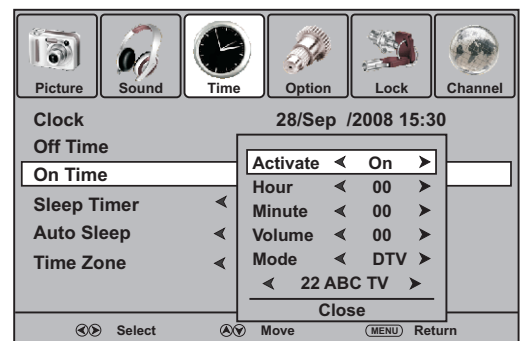 Picture Sound Time Option Lock Channel
Clock 28/Sep /2008 15:30
Off Time
On Time
Sleep Timer
Auto Sleep
Time Zone
Activate On
Hour 00
Minute 00
Volume 00
Mode DTV
22 ABC TV
Close
Select Move MENU Return